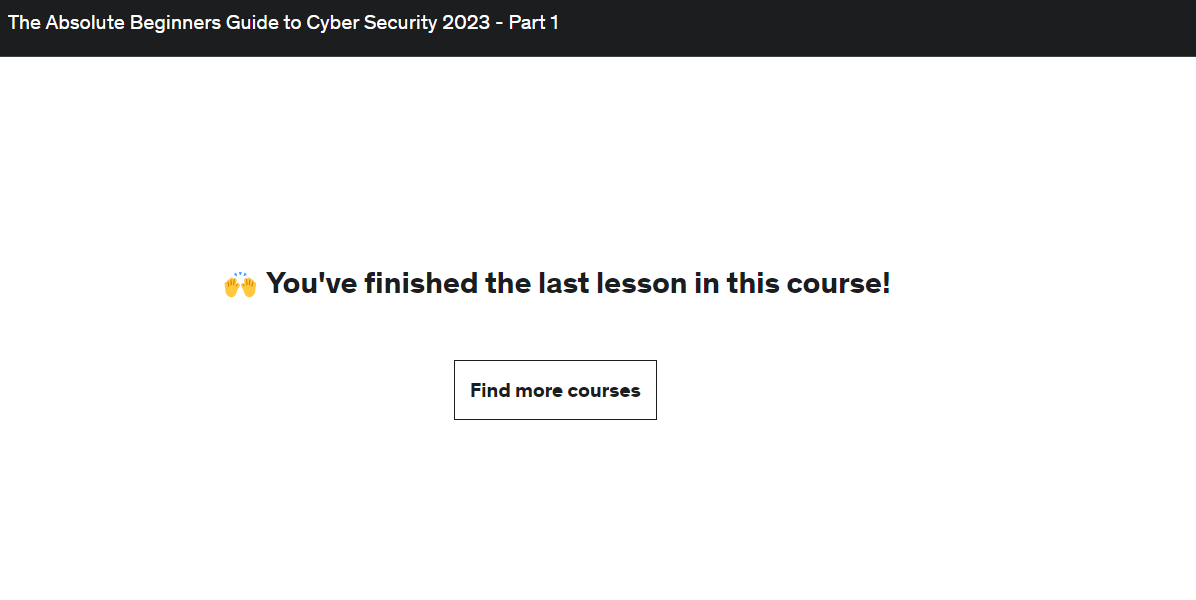 The Absolute Beginners Guide to Cyber Security 2023 - Part 1
🙌 You've finished the last lesson in this course!
Find more courses